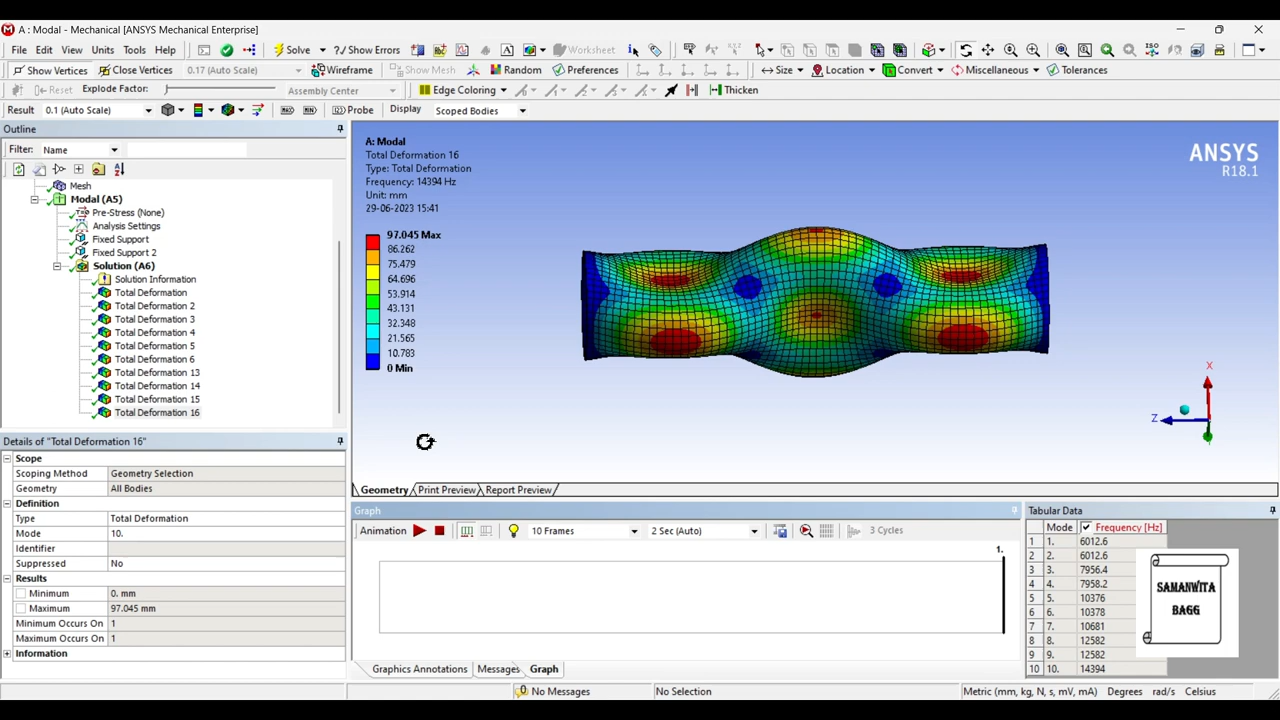 A : Modal - Mechanical [ANSYS Mechanical Enterprise]
File Edit View Units Tools Help Solve ?/ Show Errors Worksheet
Show Vertices Close Vertices 0.17 (Auto Scale) Wireframe Show Mesh Random Preferences Size Location Convert Miscellaneous Tolerances
Reset Explode Factor: Assembly Center Edge Coloring Thicken
Result 0.1 (Auto Scale) MAX MIN Probe Display Scoped Bodies
Outline
Filter: Name
Mesh
Modal (A5)
Pre-Stress (None)
Analysis Settings
Fixed Support
Fixed Support 2
Solution (A6)
Solution Information
Total Deformation
Total Deformation 2
Total Deformation 3
Total Deformation 4
Total Deformation 5
Total Deformation 6
Total Deformation 13
Total Deformation 14
Total Deformation 15
Total Deformation 16
Details of "Total Deformation 16"
Scope
Scoping Method Geometry Selection
Geometry All Bodies
Definition
Type Total Deformation
Mode 10.
Identifier
Suppressed No
Results
Minimum 0. mm
Maximum 97.045 mm
Minimum Occurs On 1
Maximum Occurs On 1
Information
A: Modal
Total Deformation 16
Type: Total Deformation
Frequency: 14394 Hz
Unit: mm
29-06-2023 15:41
97.045 Max
86.262
75.479
64.696
53.914
43.131
32.348
21.565
10.783
0 Min
ANSYS
R18.1
X
Z
Geometry Print Preview Report Preview
Graph
Animation 10 Frames 2 Sec (Auto) 3 Cycles
1.
Graphics Annotations Messages Graph
Tabular Data
Mode Frequency [Hz]
1 1. 6012.6
2 2. 6012.6
3 3. 7956.4
4 4. 7958.2
5 5. 10376
6 6. 10378
7 7. 10681
8 8. 12582
9 9. 12582
10 10. 14394
SAMANWITA
BAGG
No Messages No Selection Metric (mm, kg, N, s, mV, mA) Degrees rad/s Celsius